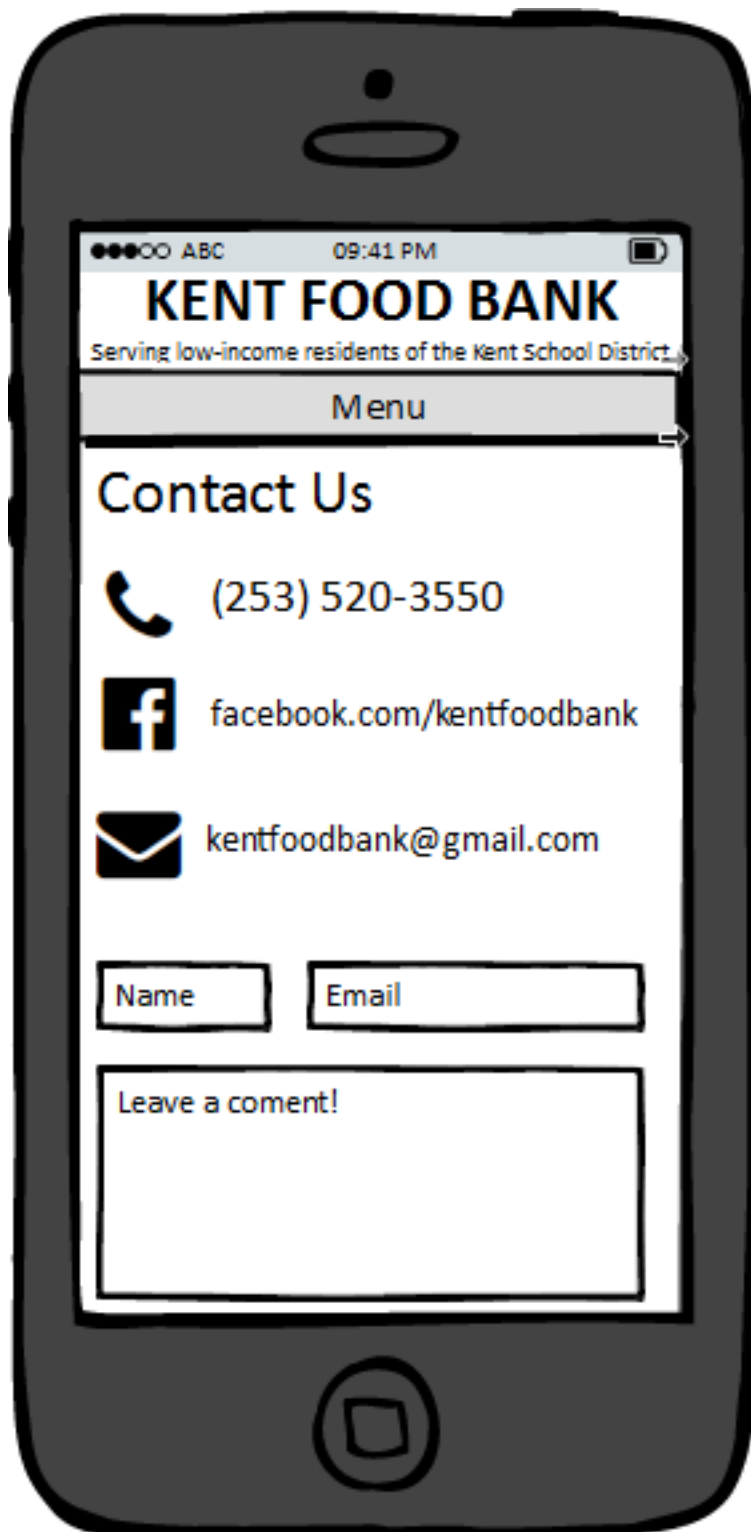 ABC 09:41 PM
KENT FOOD BANK
Serving low-income residents of the Kent School District
Menu
Contact Us
(253) 520-3550
facebook.com/kentfoodbank
kentfoodbank@gmail.com
Name Email
Leave a coment!